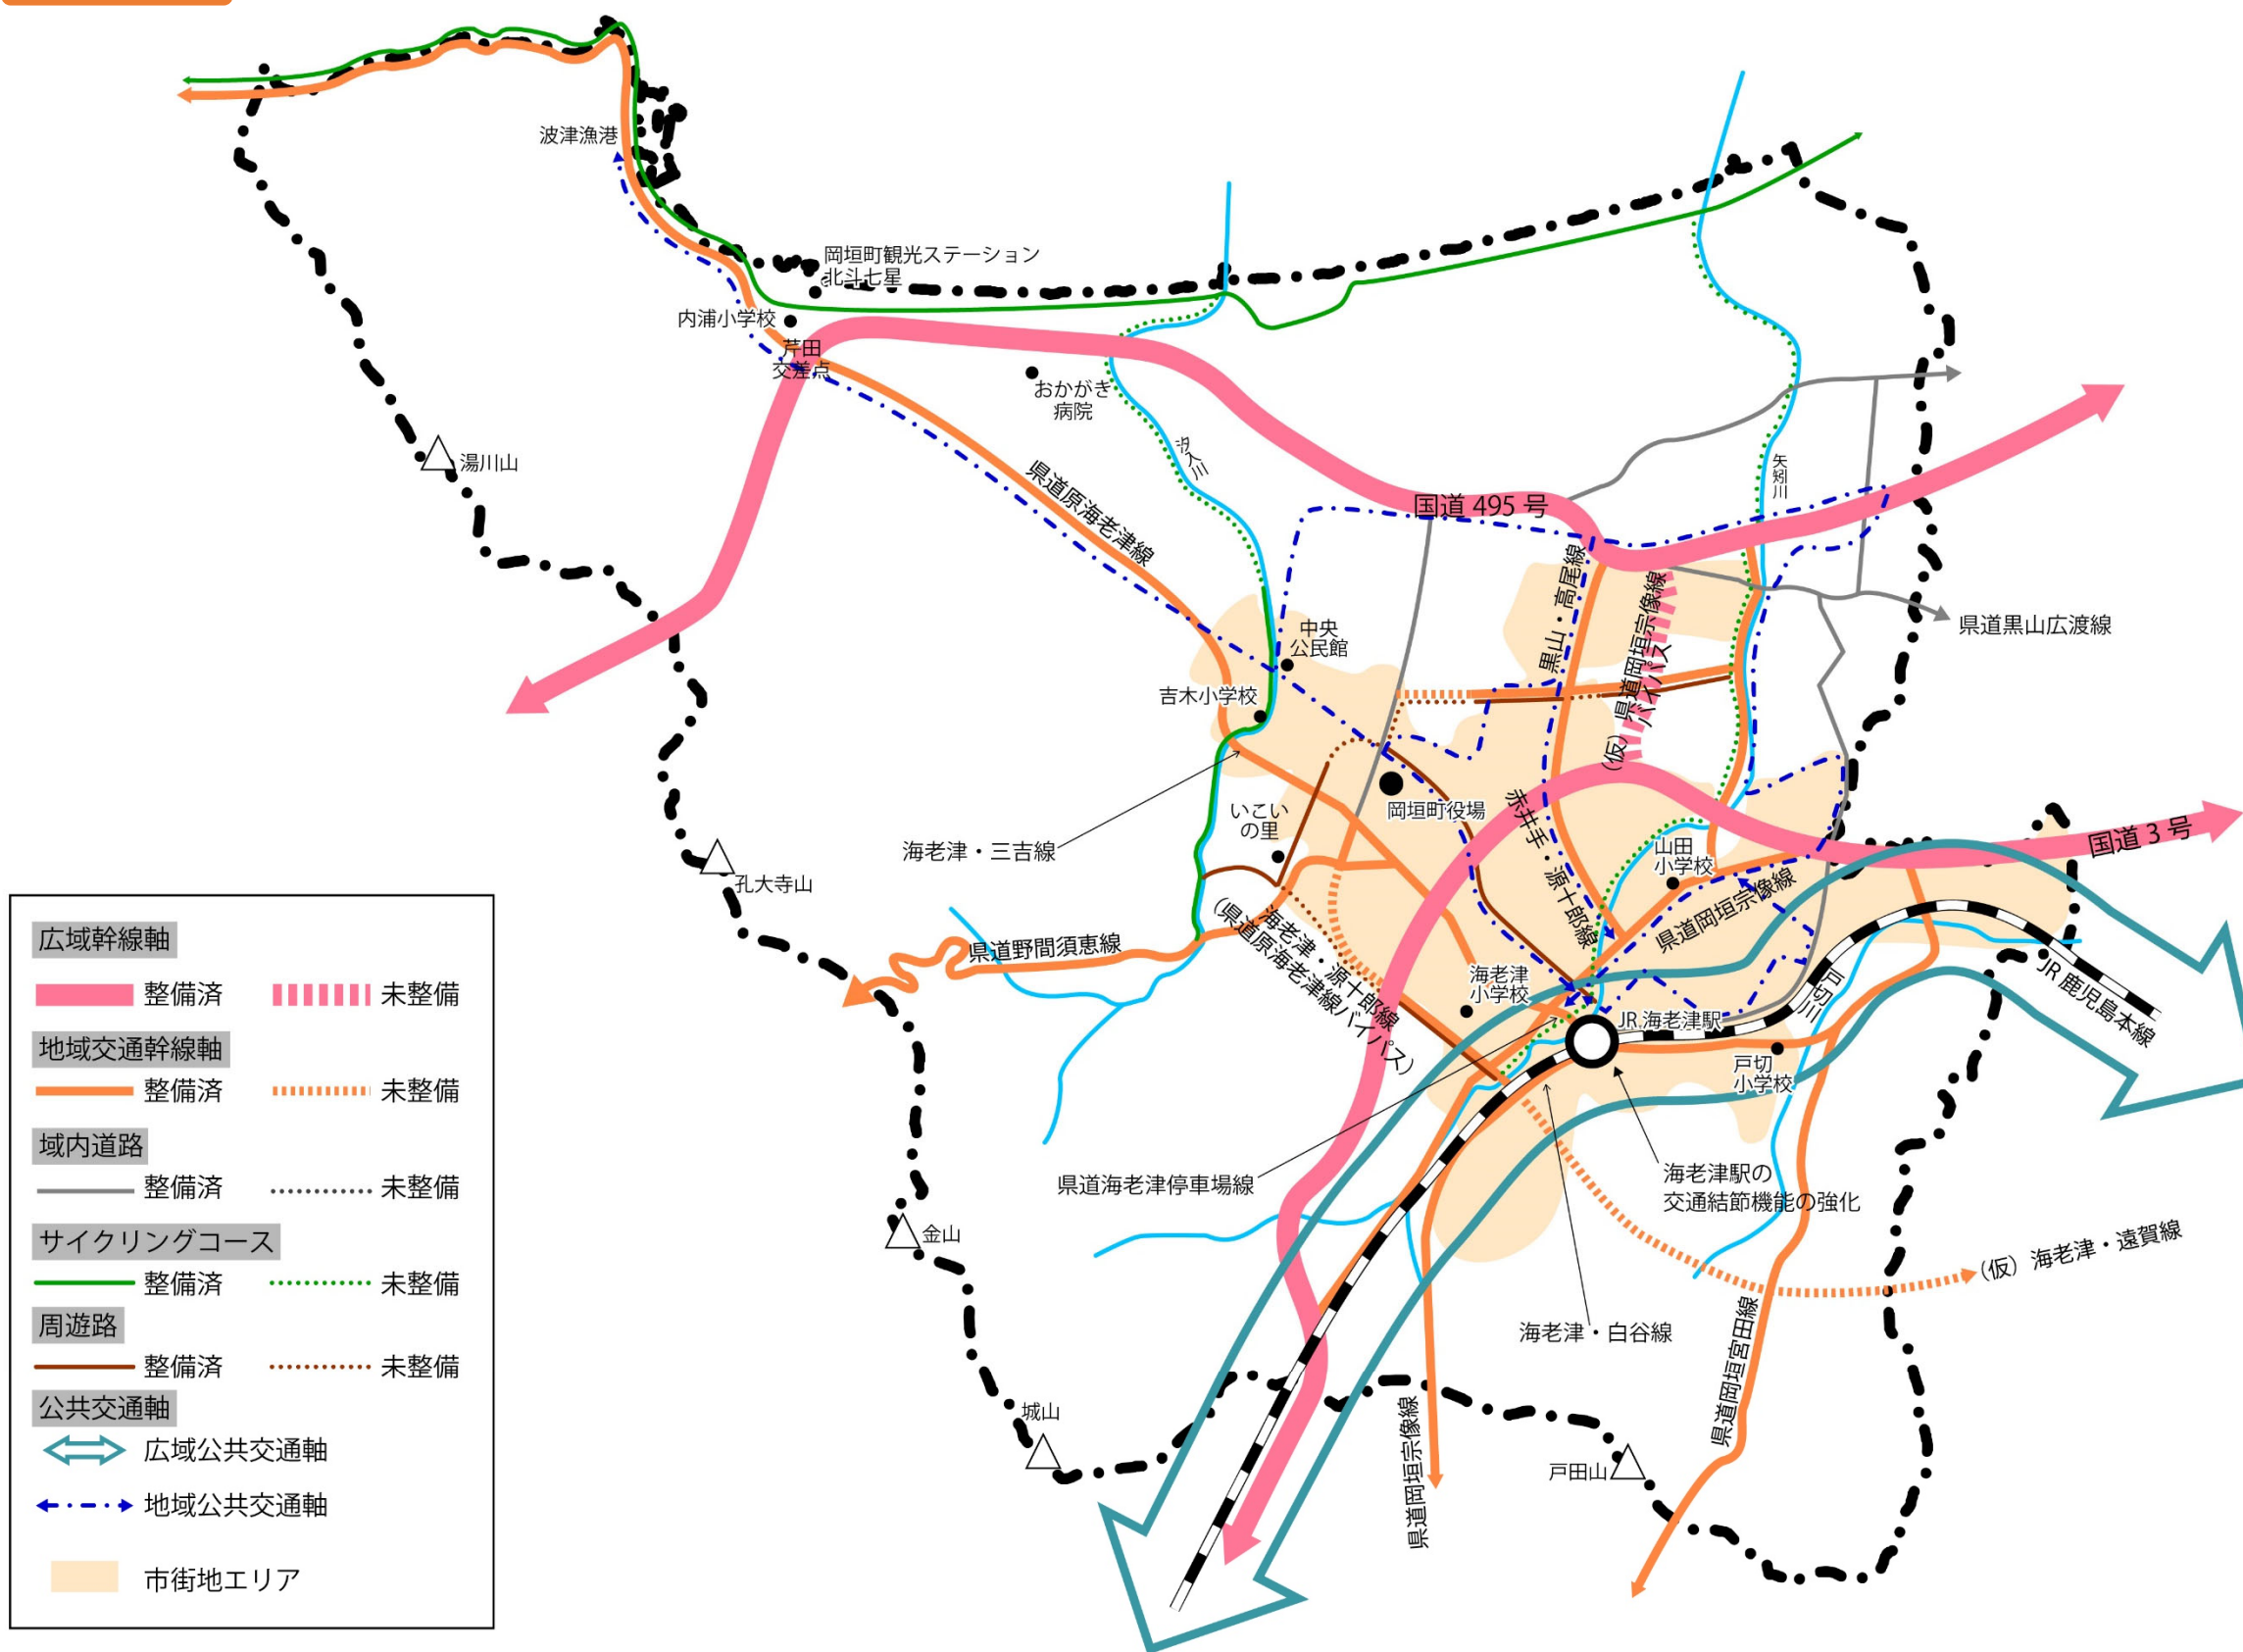 波津漁港
岡垣町観光ステーション
北斗七星
内浦小学校
芹田
交差点
おかがき
病院
湯川山
汐入川
矢矧川
県道原海老津線
国道 495 号
黒山・高尾線
(仮) 県道岡垣宗像線
バイパス
県道黒山広渡線
中央
公民館
吉木小学校
いこい
の里
岡垣町役場
赤井手・源十郎線
山田
小学校
国道 3 号
海老津・三吉線
孔大寺山
県道岡垣宗像線
県道野間須恵線
海老津・源十郎線
(県道原海老津線バイパス)
海老津
小学校
JR 海老津駅
戸切川
JR 鹿児島本線
戸切
小学校
県道海老津停車場線
海老津駅の
交通結節機能の強化
金山
(仮) 海老津・遠賀線
海老津・白谷線
県道岡垣宮田線
県道岡垣宗像線
城山
戸田山
広域幹線軸
整備済 未整備
地域交通幹線軸
整備済 未整備
域内道路
整備済 未整備
サイクリングコース
整備済 未整備
周遊路
整備済 未整備
公共交通軸
広域公共交通軸
地域公共交通軸
市街地エリア